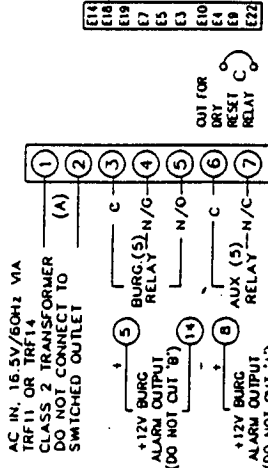 AC IN, 16.5V/60Hz VIA
TRF11 OR TRF14
CLASS 2 TRANSFORMER
DO NOT CONNECT TO
SWITCHED OUTLET
(A)
1
2
3
4
5
6
7
C
BURG.(5)
RELAY
N/G
N/O
C
AUX (5)
RELAY
N/C
+
5
+12V BURG
ALARM OUTPUT
(DO NOT CUT 'B')
14
-
+
8
+12V BURG
ALARM OUTPUT
CUT FOR
DRY
RESET
RELAY
C
E14
E18
E19
E7
E5
E3
E10
E4
E9
E22